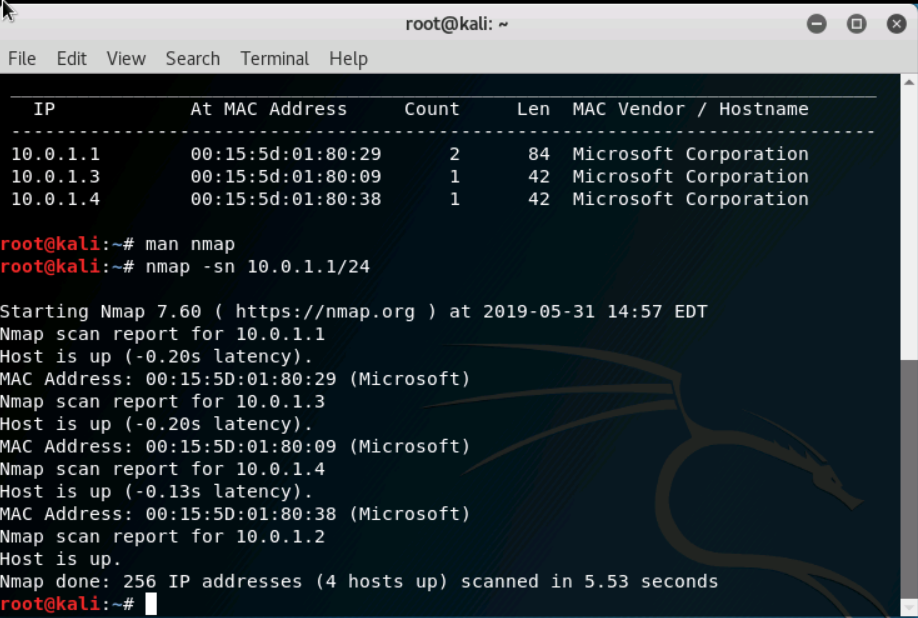 root@kali: ~
File Edit View Search Terminal Help
_____________________________________________________________________________
IP At MAC Address Count Len MAC Vendor / Hostname
-----------------------------------------------------------------------------
10.0.1.1 00:15:5d:01:80:29 2 84 Microsoft Corporation
10.0.1.3 00:15:5d:01:80:09 1 42 Microsoft Corporation
10.0.1.4 00:15:5d:01:80:38 1 42 Microsoft Corporation
root@kali:~# man nmap
root@kali:~# nmap -sn 10.0.1.1/24
Starting Nmap 7.60 ( https://nmap.org ) at 2019-05-31 14:57 EDT
Nmap scan report for 10.0.1.1
Host is up (-0.20s latency).
MAC Address: 00:15:5D:01:80:29 (Microsoft)
Nmap scan report for 10.0.1.3
Host is up (-0.20s latency).
MAC Address: 00:15:5D:01:80:09 (Microsoft)
Nmap scan report for 10.0.1.4
Host is up (-0.13s latency).
MAC Address: 00:15:5D:01:80:38 (Microsoft)
Nmap scan report for 10.0.1.2
Host is up.
Nmap done: 256 IP addresses (4 hosts up) scanned in 5.53 seconds
root@kali:~#